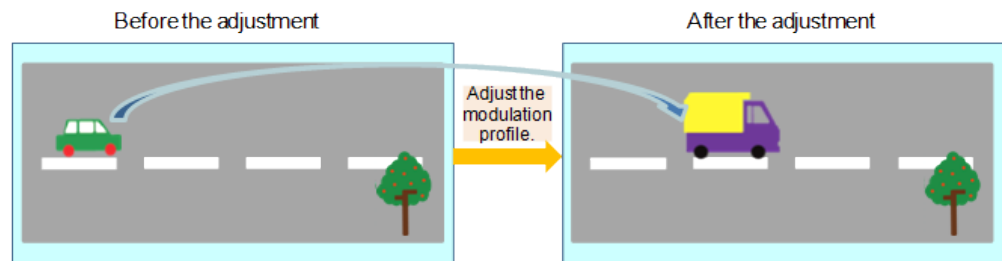 Before the adjustment
After the adjustment
Adjust the
modulation
profile.